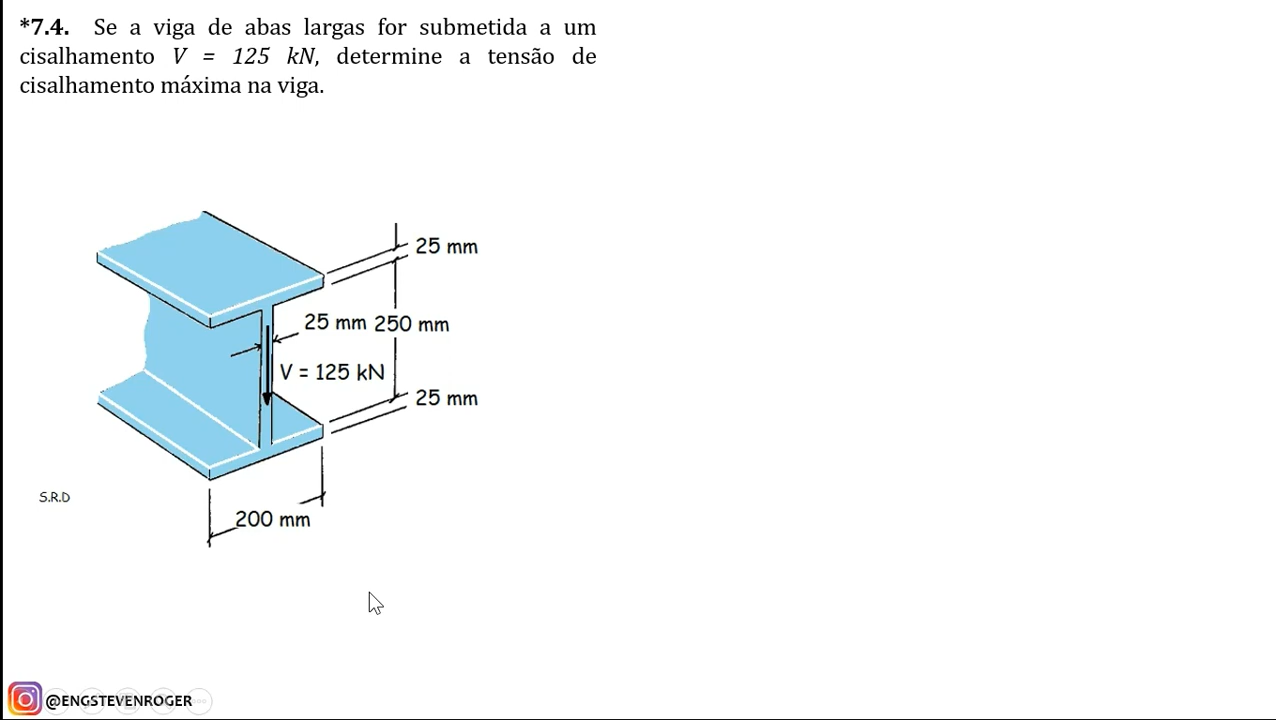 *7.4. Se a viga de abas largas for submetida a um
cisalhamento V = 125 kN, determine a tensão de
cisalhamento máxima na viga.
25 mm
25 mm 250 mm
V = 125 kN
25 mm
S.R.D
200 mm
@ENGSTEVENROGER